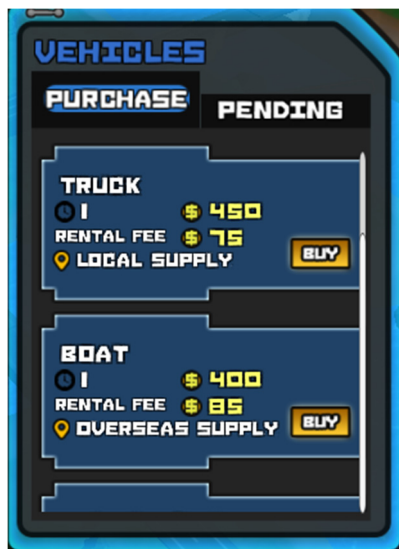 VEHICLES
PURCHASE
PENDING
TRUCK
1 $ 450
RENTAL FEE $ 75
LOCAL SUPPLY
BUY
BOAT
1 $ 400
RENTAL FEE $ 85
OVERSEAS SUPPLY
BUY